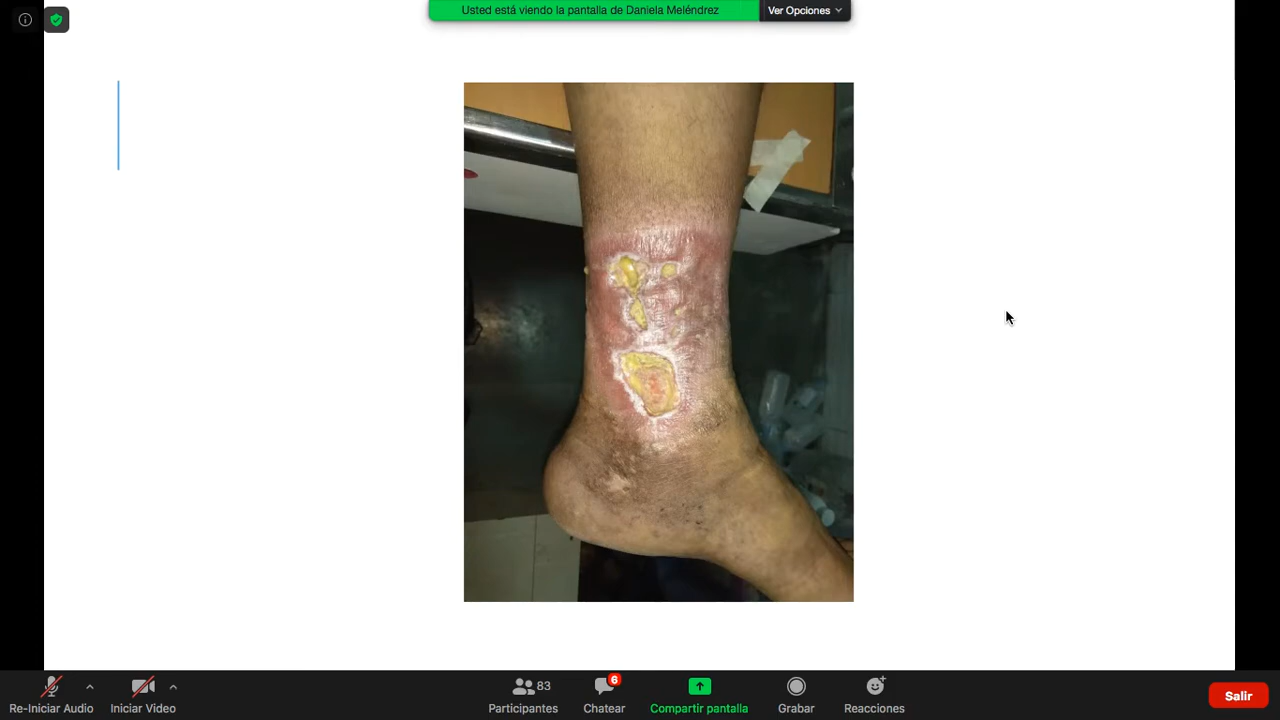 Usted está viendo la pantalla de Daniela Meléndrez
Ver Opciones
Re-Iniciar Audio
Iniciar Video
Participantes
83
Chatear
6
Compartir pantalla
Grabar
Reacciones
Salir